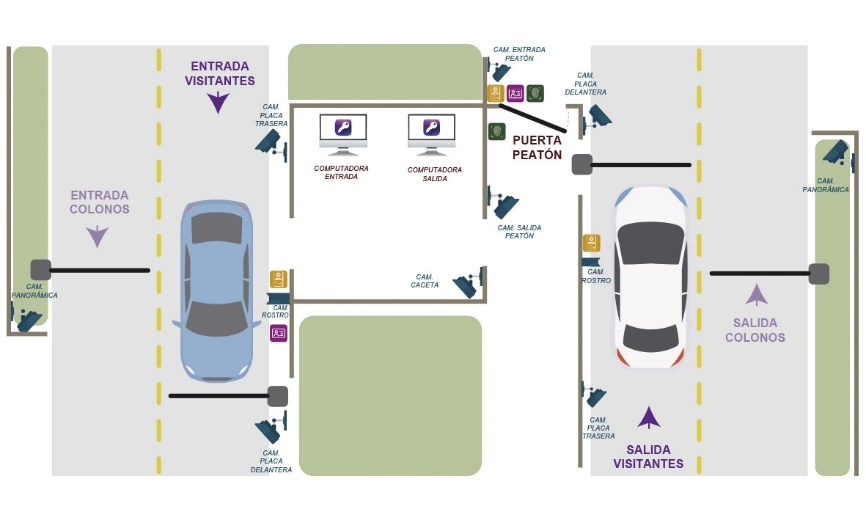 ENTRADA
VISITANTES
CAM. ENTRADA
PEATÓN
CAM.
PLACA
DELANTERA
CAM.
PLACA
TRASERA
PUERTA
PEATÓN
COMPUTADORA
ENTRADA
COMPUTADORA
SALIDA
CAM.
PANORÁMICA
ENTRADA
COLONOS
CAM. SALIDA
PEATÓN
CAM.
PANORÁMICA
CAM.
CACETA
CAM.
ROSTRO
CAM.
ROSTRO
SALIDA
COLONOS
CAM.
PLACA
TRASERA
CAM.
PLACA
DELANTERA
SALIDA
VISITANTES